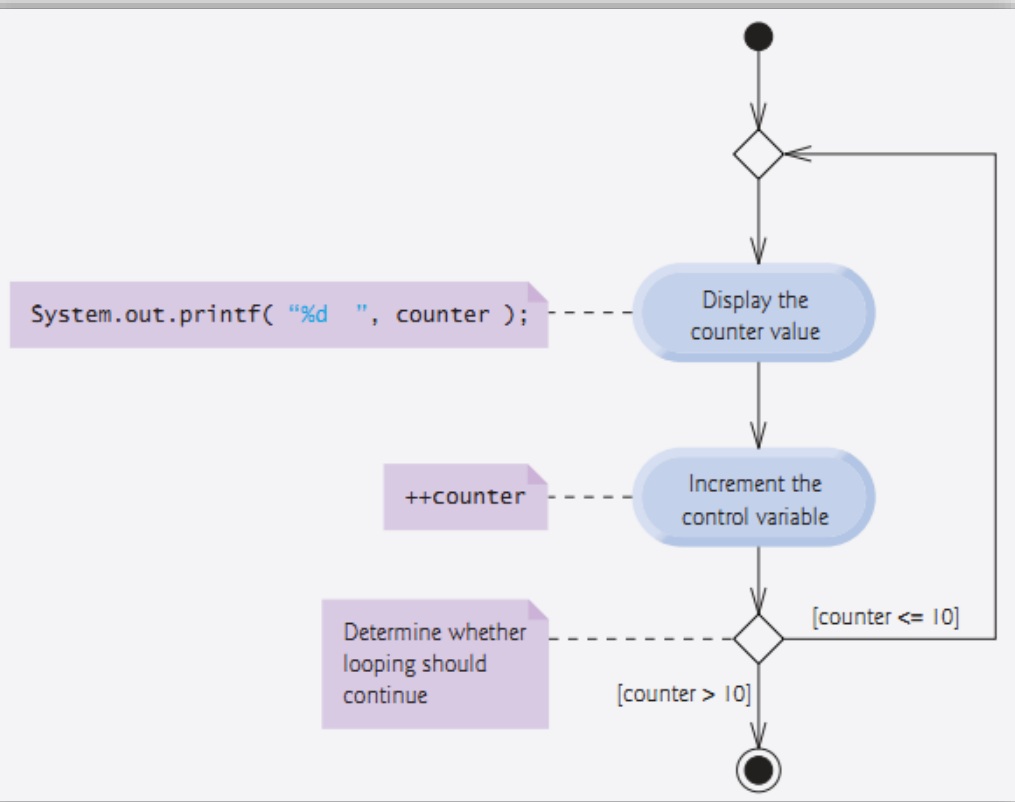 System.out.printf( “%d  ”, counter );
Display the
counter value
++counter
Increment the
control variable
Determine whether
looping should
continue
[counter <= 10]
[counter > 10]